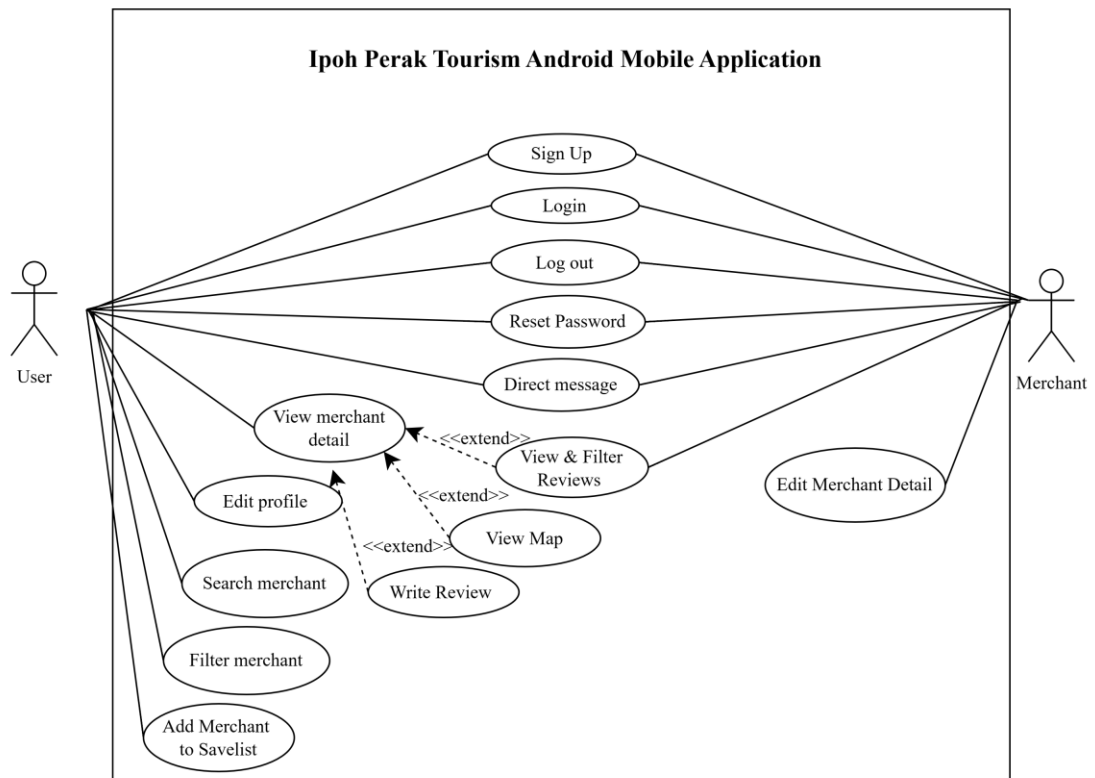 Ipoh Perak Tourism Android Mobile Application
Sign Up
Login
Log out
Reset Password
Direct message
User
Merchant
View merchant
detail
<<extend>>
View & Filter
Reviews
Edit Merchant Detail
Edit profile
<<extend>>
View Map
<<extend>>
Write Review
Search merchant
Filter merchant
Add Merchant
to Savelist